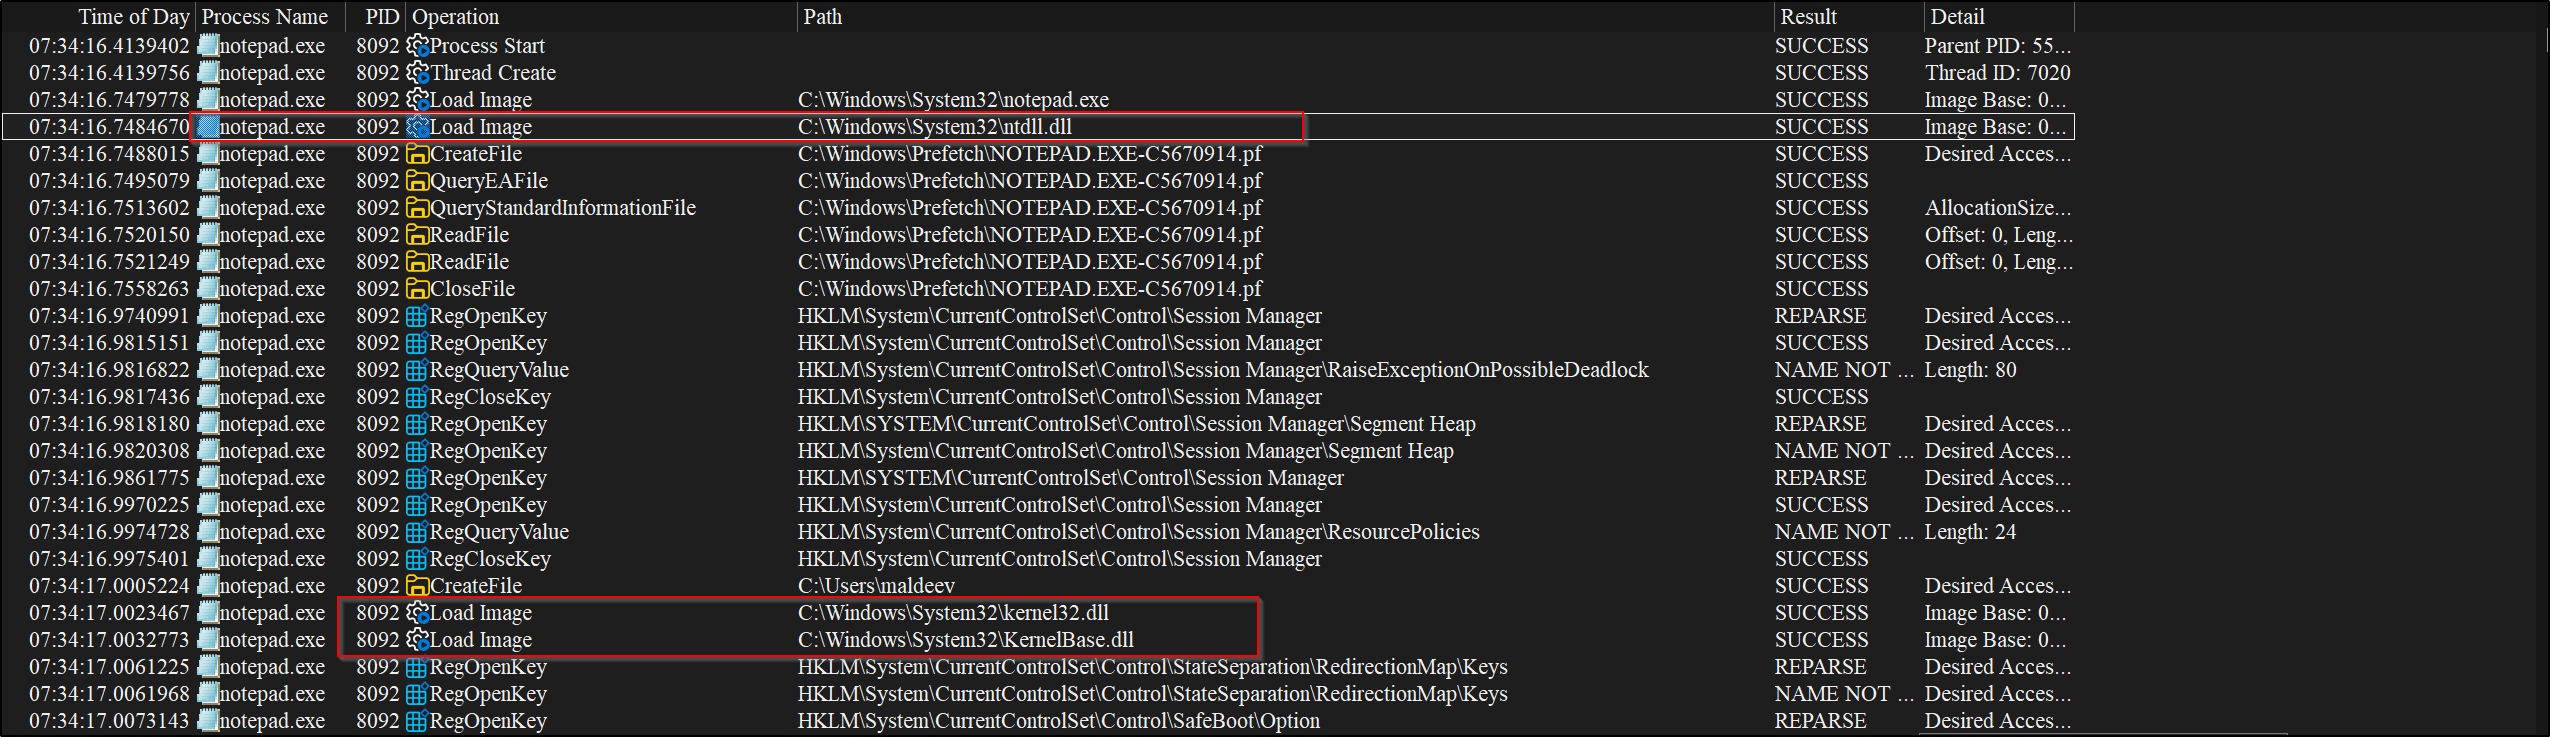 Time of Day Process Name PID Operation Path Result Detail
07:34:16.4139402 notepad.exe 8092 Process Start SUCCESS Parent PID: 55...
07:34:16.4139756 notepad.exe 8092 Thread Create SUCCESS Thread ID: 7020
07:34:16.7479778 notepad.exe 8092 Load Image C:\Windows\System32\notepad.exe SUCCESS Image Base: 0...
07:34:16.7484670 notepad.exe 8092 Load Image C:\Windows\System32\ntdll.dll SUCCESS Image Base: 0...
07:34:16.7488015 notepad.exe 8092 CreateFile C:\Windows\Prefetch\NOTEPAD.EXE-C5670914.pf SUCCESS Desired Acces...
07:34:16.7495079 notepad.exe 8092 QueryEAFile C:\Windows\Prefetch\NOTEPAD.EXE-C5670914.pf SUCCESS
07:34:16.7513602 notepad.exe 8092 QueryStandardInformationFile C:\Windows\Prefetch\NOTEPAD.EXE-C5670914.pf SUCCESS AllocationSize...
07:34:16.7520150 notepad.exe 8092 ReadFile C:\Windows\Prefetch\NOTEPAD.EXE-C5670914.pf SUCCESS Offset: 0, Leng...
07:34:16.7521249 notepad.exe 8092 ReadFile C:\Windows\Prefetch\NOTEPAD.EXE-C5670914.pf SUCCESS Offset: 0, Leng...
07:34:16.7558263 notepad.exe 8092 CloseFile C:\Windows\Prefetch\NOTEPAD.EXE-C5670914.pf SUCCESS
07:34:16.9740991 notepad.exe 8092 RegOpenKey HKLM\System\CurrentControlSet\Control\Session Manager REPARSE Desired Acces...
07:34:16.9815151 notepad.exe 8092 RegOpenKey HKLM\System\CurrentControlSet\Control\Session Manager SUCCESS Desired Acces...
07:34:16.9816822 notepad.exe 8092 RegQueryValue HKLM\System\CurrentControlSet\Control\Session Manager\RaiseExceptionOnPossibleDeadlock NAME NOT ... Length: 80
07:34:16.9817436 notepad.exe 8092 RegCloseKey HKLM\System\CurrentControlSet\Control\Session Manager SUCCESS
07:34:16.9818180 notepad.exe 8092 RegOpenKey HKLM\SYSTEM\CurrentControlSet\Control\Session Manager\Segment Heap REPARSE Desired Acces...
07:34:16.9820308 notepad.exe 8092 RegOpenKey HKLM\System\CurrentControlSet\Control\Session Manager\Segment Heap NAME NOT ... Desired Acces...
07:34:16.9861775 notepad.exe 8092 RegOpenKey HKLM\SYSTEM\CurrentControlSet\Control\Session Manager REPARSE Desired Acces...
07:34:16.9970225 notepad.exe 8092 RegOpenKey HKLM\System\CurrentControlSet\Control\Session Manager SUCCESS Desired Acces...
07:34:16.9974728 notepad.exe 8092 RegQueryValue HKLM\System\CurrentControlSet\Control\Session Manager\ResourcePolicies NAME NOT ... Length: 24
07:34:16.9975401 notepad.exe 8092 RegCloseKey HKLM\System\CurrentControlSet\Control\Session Manager SUCCESS
07:34:17.0005224 notepad.exe 8092 CreateFile C:\Users\maldeev SUCCESS Desired Acces...
07:34:17.0023467 notepad.exe 8092 Load Image C:\Windows\System32\kernel32.dll SUCCESS Image Base: 0...
07:34:17.0032773 notepad.exe 8092 Load Image C:\Windows\System32\KernelBase.dll SUCCESS Image Base: 0...
07:34:17.0061225 notepad.exe 8092 RegOpenKey HKLM\System\CurrentControlSet\Control\StateSeparation\RedirectionMap\Keys REPARSE Desired Acces...
07:34:17.0061968 notepad.exe 8092 RegOpenKey HKLM\System\CurrentControlSet\Control\StateSeparation\RedirectionMap\Keys NAME NOT ... Desired Acces...
07:34:17.0073143 notepad.exe 8092 RegOpenKey HKLM\System\CurrentControlSet\Control\SafeBoot\Option REPARSE Desired Acces...